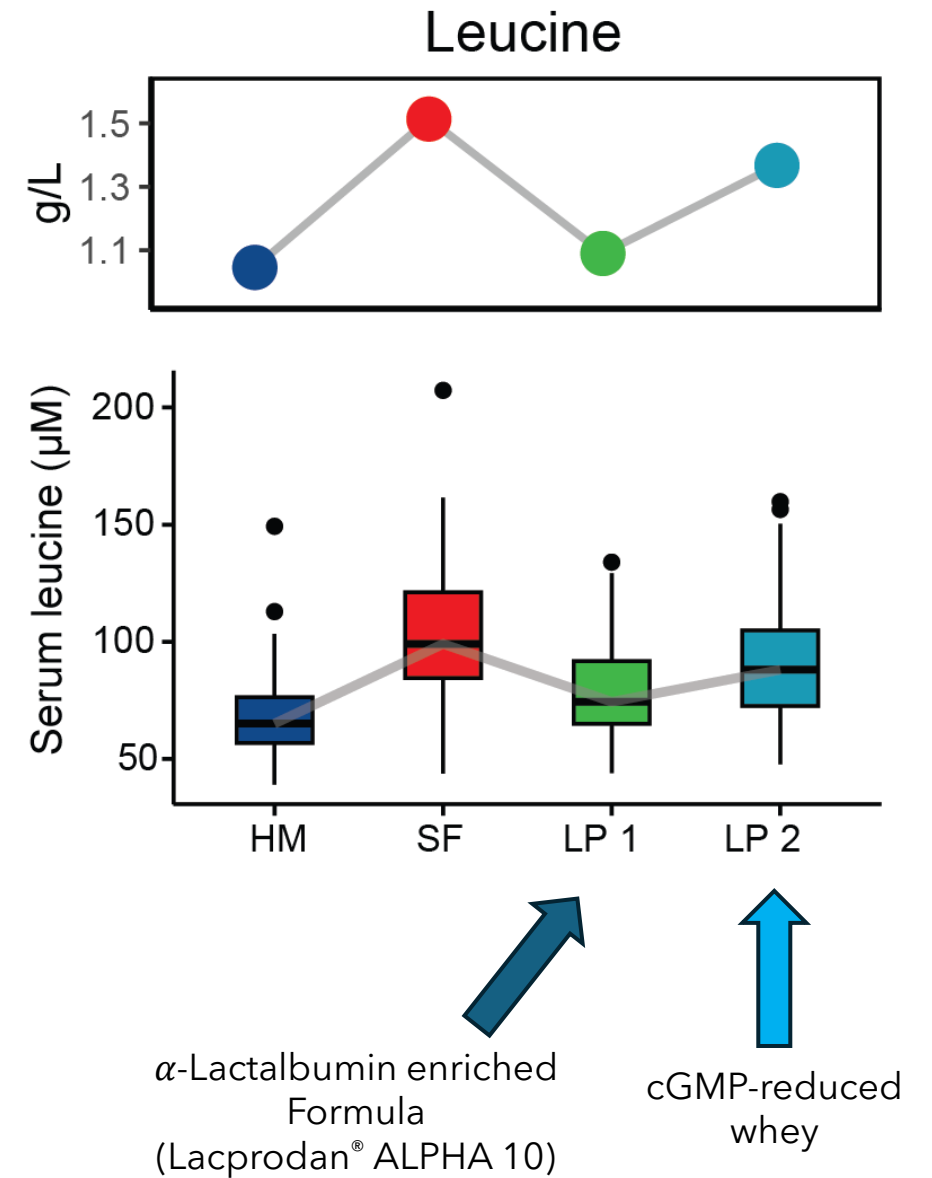 Leucine
g/L
1.5
1.3
1.1
Serum leucine (µM)
200
150
100
50
HM
SF
LP 1
LP 2
α-Lactalbumin enriched
Formula
(Lacprodan® ALPHA 10)
cGMP-reduced
whey